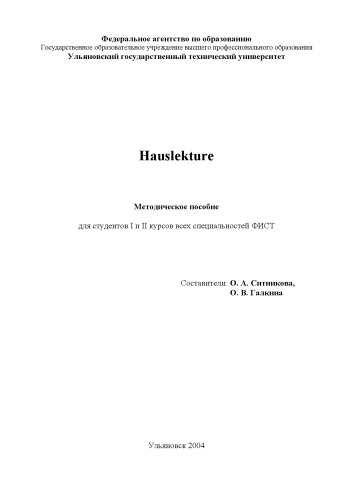 Федеральное агентство по образованию
Государственное образовательное учреждение высшего профессионального образования
Ульяновский государственный технический университет
Hauslekture
Методическое пособие
для студентов I и II курсов всех специальностей ФИСТ
Составители: О. А. Ситникова,
О. В. Галкина
Ульяновск 2004